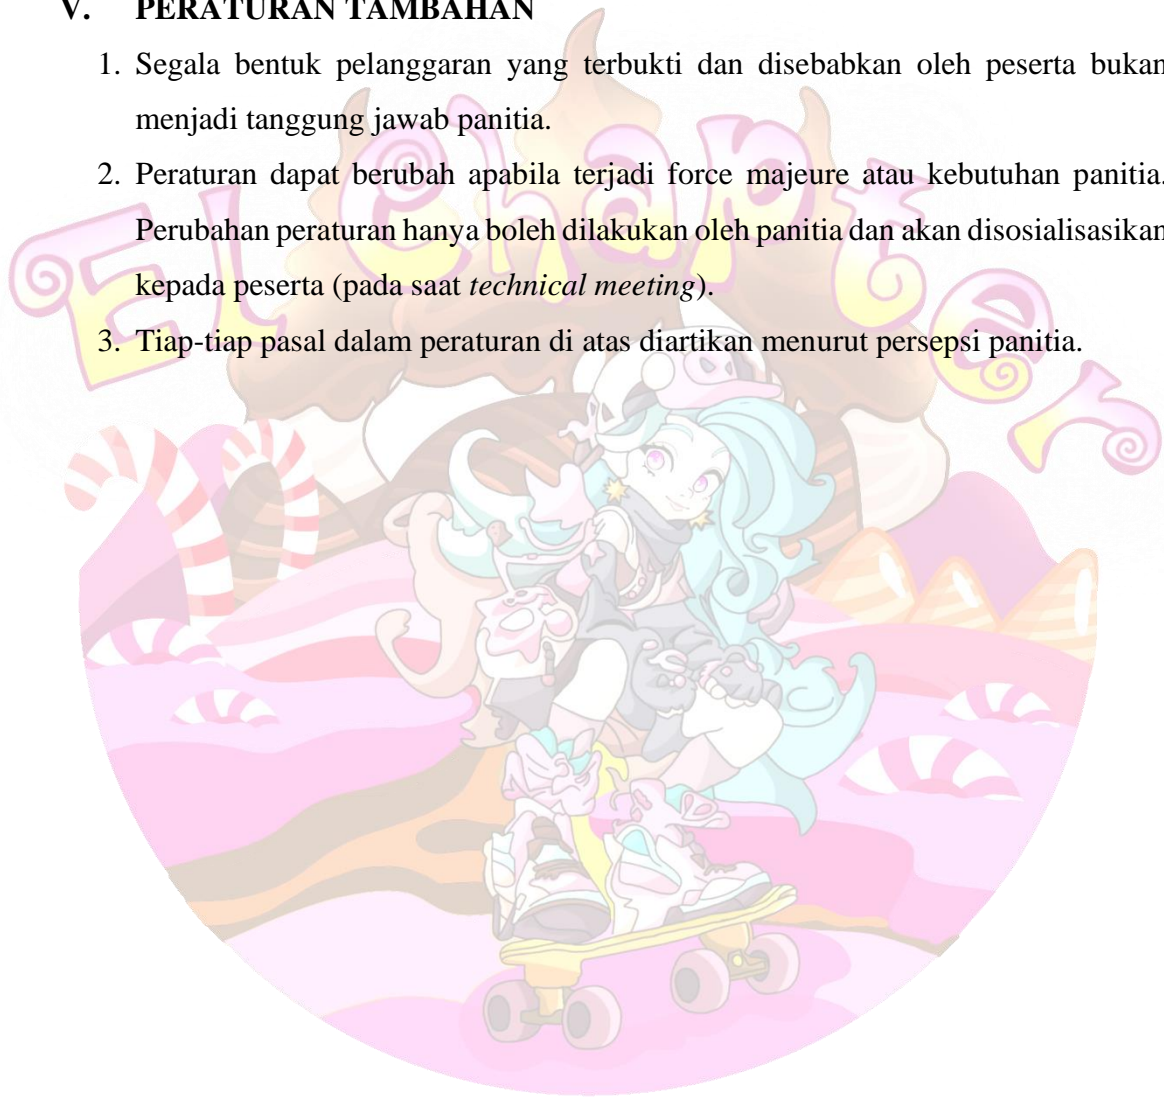 V. PERATURAN TAMBAHAN
1. Segala bentuk pelanggaran yang terbukti dan disebabkan oleh peserta bukan
menjadi tanggung jawab panitia.
2. Peraturan dapat berubah apabila terjadi force majeure atau kebutuhan panitia.
Perubahan peraturan hanya boleh dilakukan oleh panitia dan akan disosialisasikan
kepada peserta (pada saat technical meeting).
3. Tiap-tiap pasal dalam peraturan di atas diartikan menurut persepsi panitia.
El Chapter